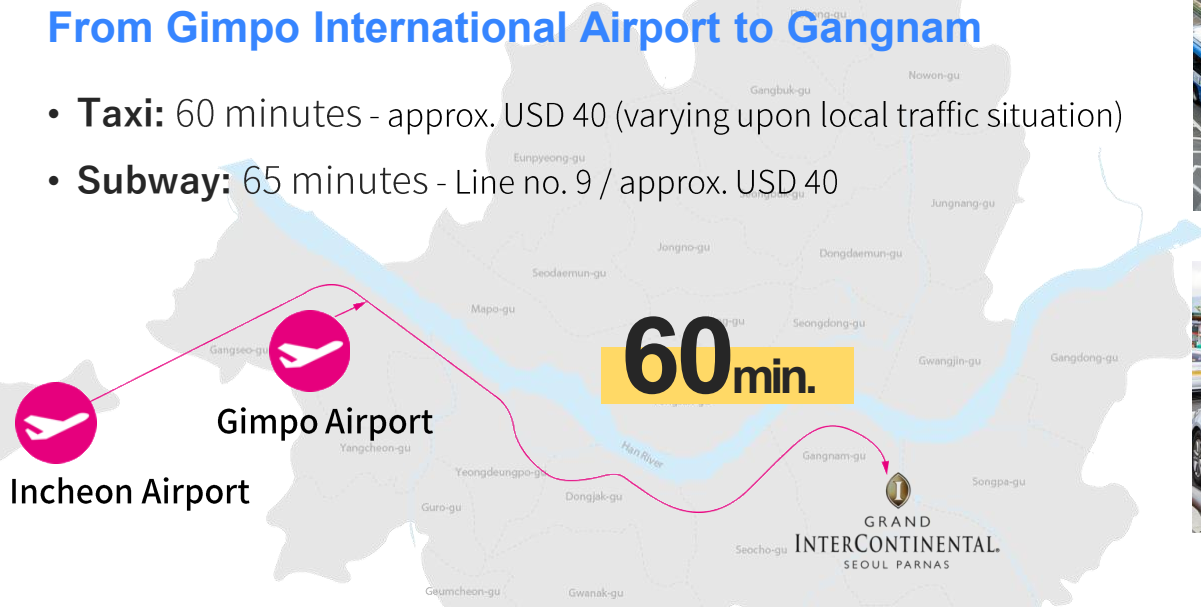 From Gimpo International Airport to Gangnam
• Taxi: 60 minutes - approx. USD 40 (varying upon local traffic situation)
• Subway: 65 minutes - Line no. 9 / approx. USD 40
Nowon-gu
Gangbuk-gu
Eunpyeong-gu
Jungnang-gu
Jongno-gu
Dongdaemun-gu
Seodaemun-gu
Mapo-gu
Seongdong-gu
60min.
Gangseo-gu
Gwangjin-gu
Gangdong-gu
Gimpo Airport
Yangcheon-gu
Han River
Gangnam-gu
Yeongdeungpo-gu
Songpa-gu
Incheon Airport
Dongjak-gu
Guro-gu
GRAND
INTERCONTINENTAL®
SEOUL PARNAS
Seocho-gu
Geumcheon-gu
Gwanak-gu